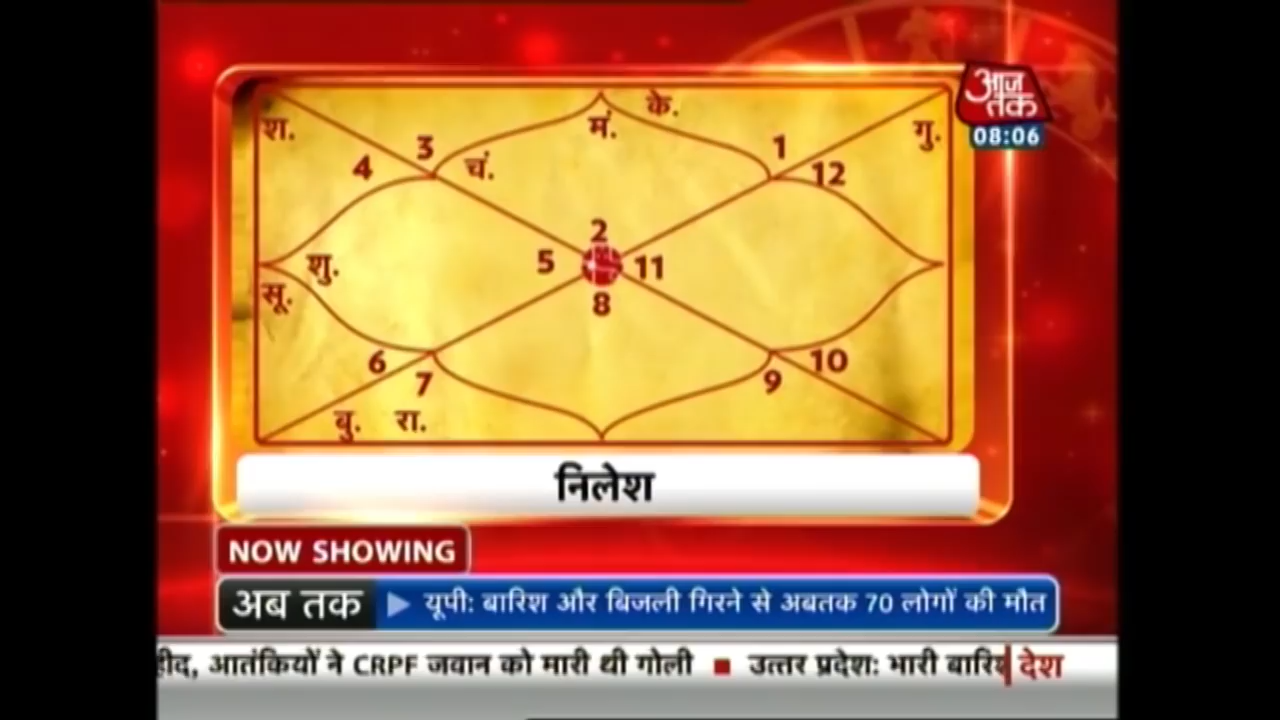 आज
तक
08:06
श.
के.
मं.
गु.
3
1
4
चं.
12
2
5
11
शु.
सू.
8
6
10
7
9
बु. रा.
निलेश
NOW SHOWING
अब तक यूपी: बारिश और बिजली गिरने से अबतक 70 लोगों की मौत
हीद, आतंकियों ने CRPF जवान को मारी थी गोली ■ उत्तर प्रदेश: भारी बारिश देश